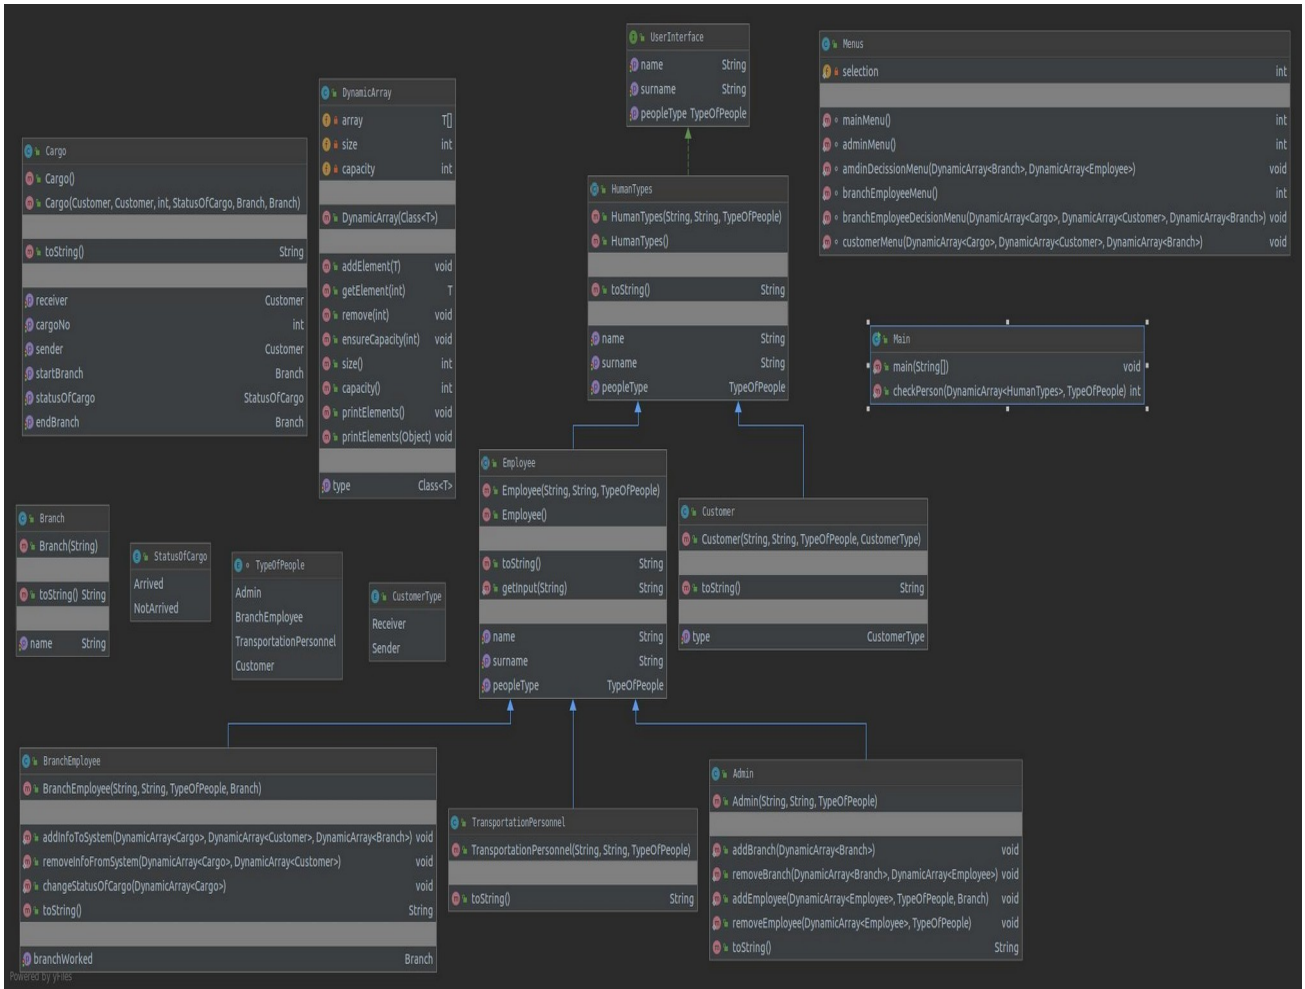 UserInterface
name String
surname String
peopleType TypeOfPeople
Menus
selection int
mainMenu() int
adminMenu() int
amdinDecissionMenu(DynamicArray<Branch>, DynamicArray<Employee>) void
branchEmployeeMenu() int
branchEmployeeDecisionMenu(DynamicArray<Cargo>, DynamicArray<Customer>, DynamicArray<Branch>) void
customerMenu(DynamicArray<Cargo>, DynamicArray<Customer>, DynamicArray<Branch>) void
DynamicArray
array T[]
size int
capacity int
DynamicArray(Class<T>)
addElement(T) void
getElement(int) T
remove(int) void
ensureCapacity(int) void
size() int
capacity() int
printElements() void
printElements(Object) void
type Class<T>
Cargo
Cargo()
Cargo(Customer, Customer, int, StatusOfCargo, Branch, Branch)
toString() String
receiver Customer
cargoNo int
sender Customer
startBranch Branch
statusOfCargo StatusOfCargo
endBranch Branch
HumanTypes
HumanTypes(String, String, TypeOfPeople)
HumanTypes()
toString() String
name String
surname String
peopleType TypeOfPeople
Main
main(String[]) void
checkPerson(DynamicArray<HumanTypes>, TypeOfPeople) int
Employee
Employee(String, String, TypeOfPeople)
Employee()
toString() String
getInput(String) String
name String
surname String
peopleType TypeOfPeople
Customer
Customer(String, String, TypeOfPeople, CustomerType)
toString() String
type CustomerType
Branch
Branch(String)
toString() String
name String
StatusOfCargo
Arrived
NotArrived
TypeOfPeople
Admin
BranchEmployee
TransportationPersonnel
Customer
CustomerType
Receiver
Sender
BranchEmployee
BranchEmployee(String, String, TypeOfPeople, Branch)
addInfoToSystem(DynamicArray<Cargo>, DynamicArray<Customer>, DynamicArray<Branch>) void
removeInfoFromSystem(DynamicArray<Cargo>, DynamicArray<Customer>) void
changeStatusOfCargo(DynamicArray<Cargo>) void
toString() String
branchWorked Branch
TransportationPersonnel
TransportationPersonnel(String, String, TypeOfPeople)
toString() String
Admin
Admin(String, String, TypeOfPeople)
addBranch(DynamicArray<Branch>) void
removeBranch(DynamicArray<Branch>, DynamicArray<Employee>) void
addEmployee(DynamicArray<Employee>, TypeOfPeople, Branch) void
removeEmployee(DynamicArray<Employee>, TypeOfPeople) void
toString() String
Powered by yFiles